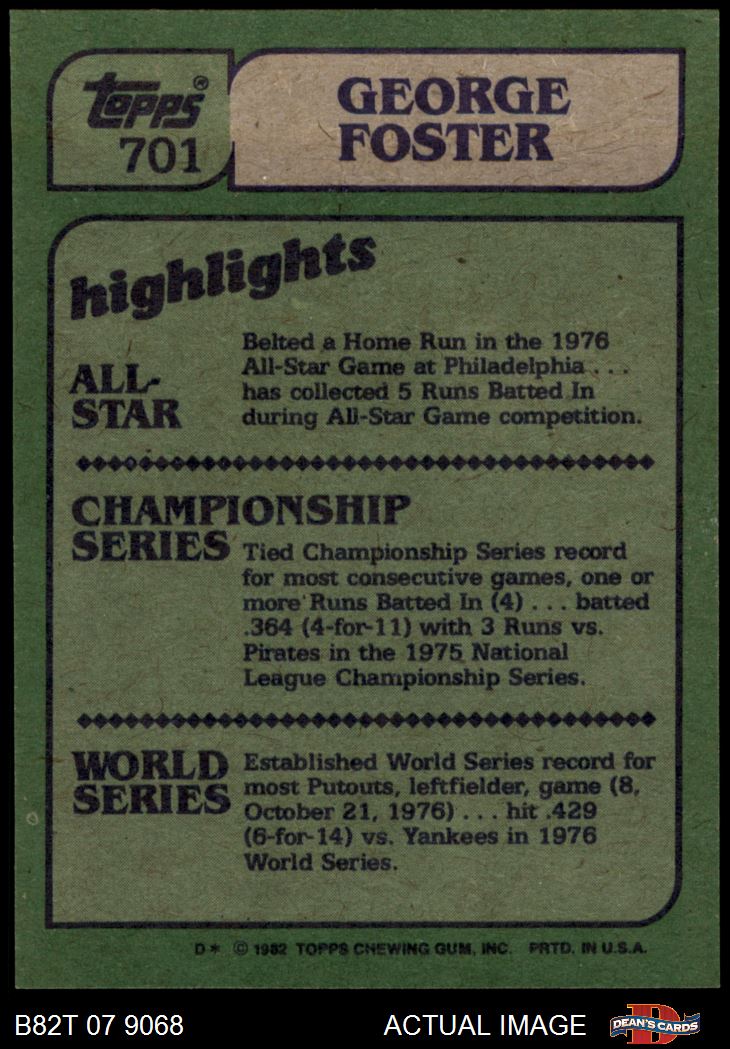 topps®
701
GEORGE
FOSTER
highlights
ALL-
STAR
Belted a Home Run in the 1976
All-Star Game at Philadelphia . . .
has collected 5 Runs Batted In
during All-Star Game competition.
CHAMPIONSHIP
SERIES
Tied Championship Series record
for most consecutive games, one or
more Runs Batted In (4) . . . batted
.364 (4-for-11) with 3 Runs vs.
Pirates in the 1975 National
League Championship Series.
WORLD
SERIES
Established World Series record for
most Putouts, leftfielder, game (8,
October 21, 1976) . . . hit .429
(6-for-14) vs. Yankees in 1976
World Series.
D* © 1982 TOPPS CHEWING GUM, INC. PRTD. IN U.S.A.
B82T 07 9068
ACTUAL IMAGE
DEAN'S CARDS